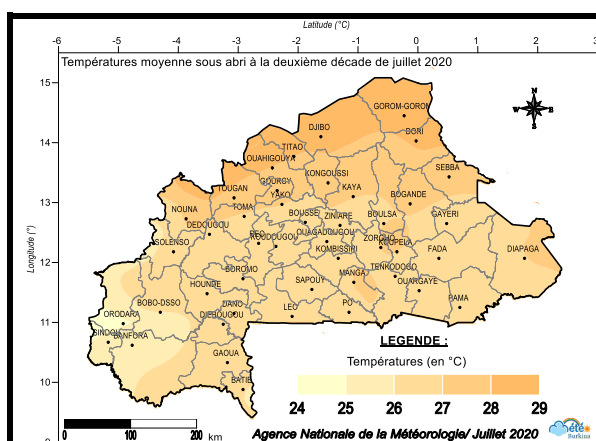 Latitude (°C)
-6 -5 -4 -3 -2 -1 0 1 2 3
Températures moyenne sous abri à la deuxième décade de juillet 2020
15
GOROM-GOROM
14
DJIBO
DORI
TITAO
OUAHIGOUYA
KONGOUSSI
SEBBA
GOURCY
KAYA
TOUGAN
YAKO
BOGANDE
13
NOUNA
TOMA
BOUSSE
ZINIARE
BOULSA
GAYERI
DEDOUGOU
REO
OUAGADOUGOU
SOLENSO
KOUDOUGOU
ZORGHO
KOUPELA
KOMBISSIRI
FADA
DIAPAGA
Longitude (°)
12
BOROMO
MANGA
TENKODOGO
HOUNDE
SAPOUY
OUARGAYE
BOBO-DSSO
DANO
LEO
PO
PAMA
ORODARA
DIEBOUGOU
11
SINDOU
BANFORA
LEGENDE :
GAOUA
Températures (en °C)
10
BATIE
24 25 26 27 28 29
0 100 200 km
Agence Nationale de la Météorologie/ Juillet 2020
météo
Burkina
9